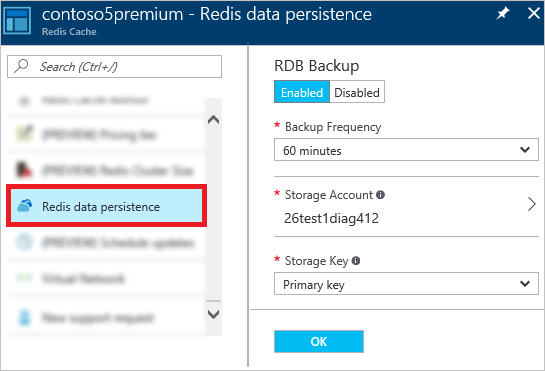 contoso5premium - Redis data persistence
Redis Cache
Search (Ctrl+/)
(PREVIEW) Pricing tier
(PREVIEW) Redis Cluster Size
Redis data persistence
(PREVIEW) Schedule updates
Virtual Network
New support request
RDB Backup
Enabled Disabled
* Backup Frequency
60 minutes
* Storage Account
26test1diag412
* Storage Key
Primary key
OK